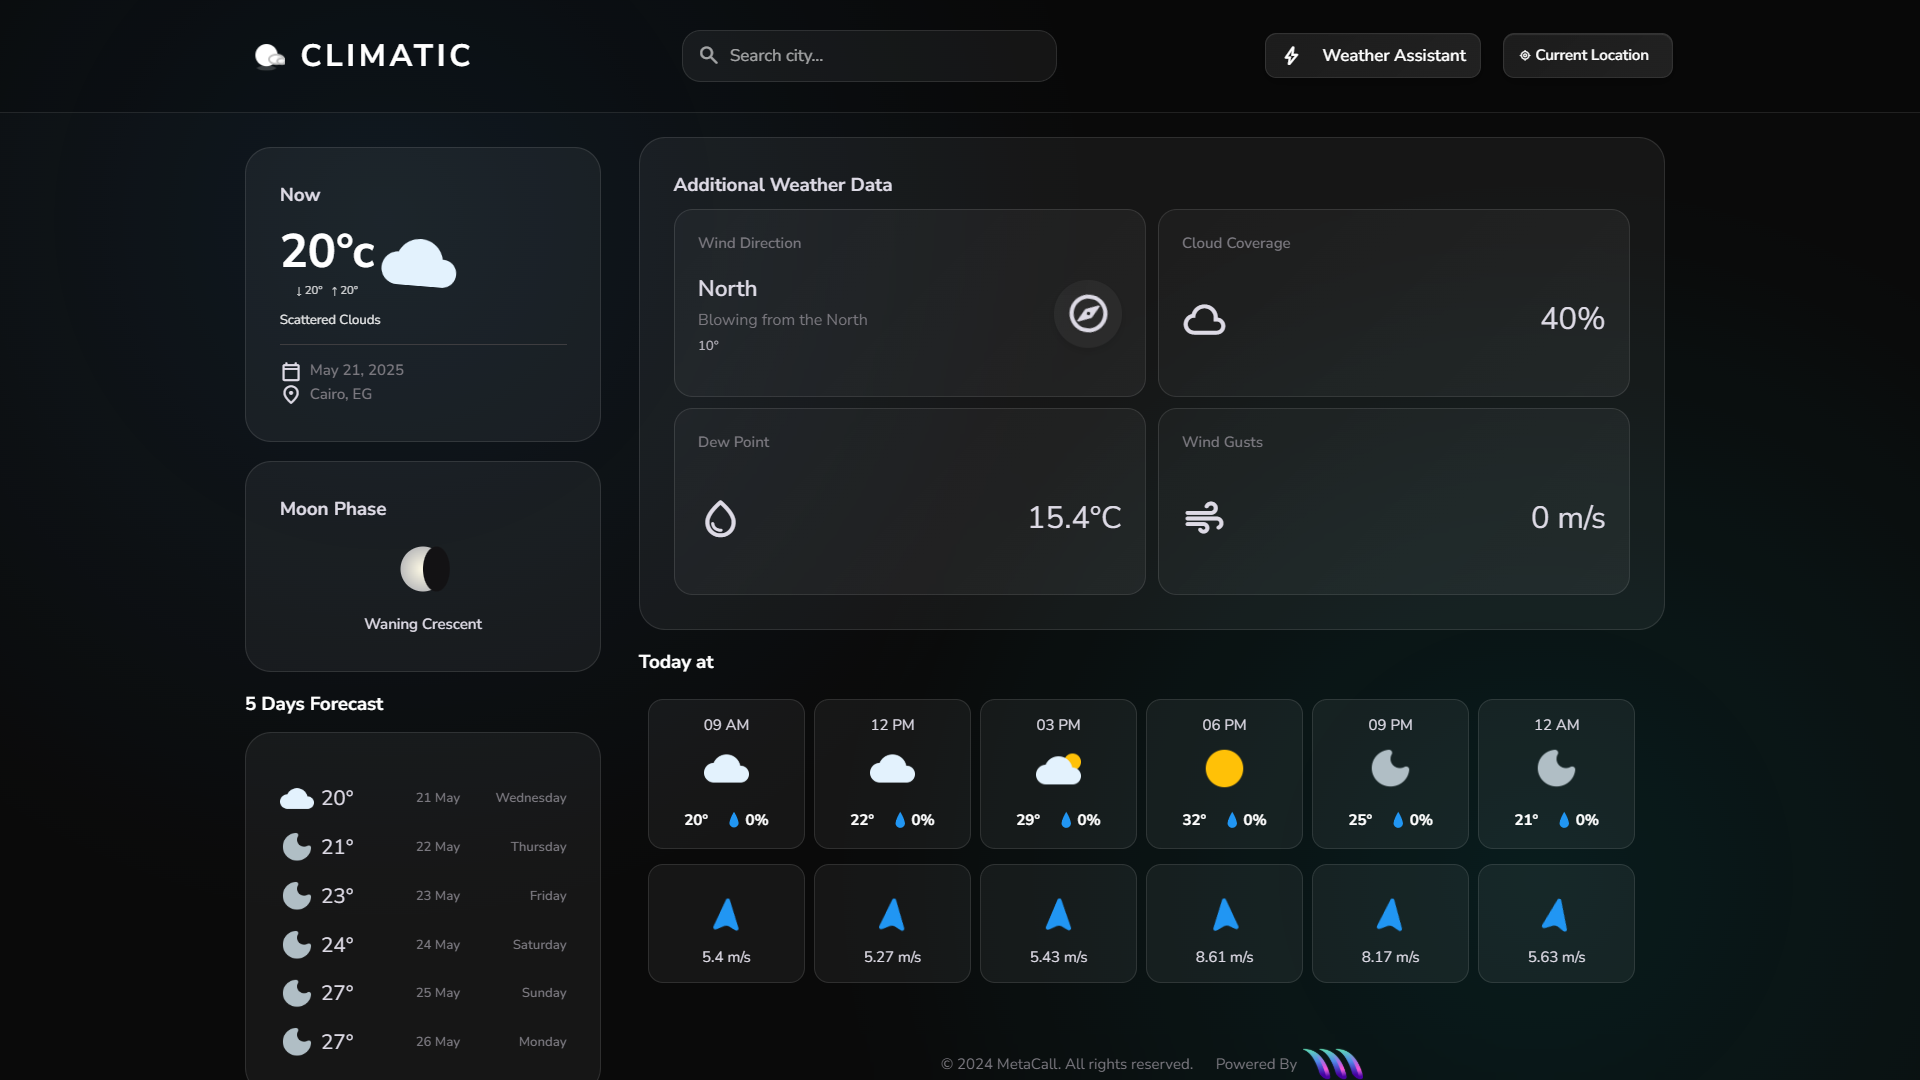 CLIMATIC
Search city...
Weather Assistant
Current Location
Now
20°c
↓ 20° ↑ 20°
Scattered Clouds
May 21, 2025
Cairo, EG
Moon Phase
Waning Crescent
5 Days Forecast
20° 21 May Wednesday
21° 22 May Thursday
23° 23 May Friday
24° 24 May Saturday
27° 25 May Sunday
27° 26 May Monday
Additional Weather Data
Wind Direction
North
Blowing from the North
10°
Cloud Coverage
40%
Dew Point
15.4°C
Wind Gusts
0 m/s
Today at
09 AM 12 PM 03 PM 06 PM 09 PM 12 AM
20° 0% 22° 0% 29° 0% 32° 0% 25° 0% 21° 0%
5.4 m/s 5.27 m/s 5.43 m/s 8.61 m/s 8.17 m/s 5.63 m/s
© 2024 MetaCall. All rights reserved. Powered By